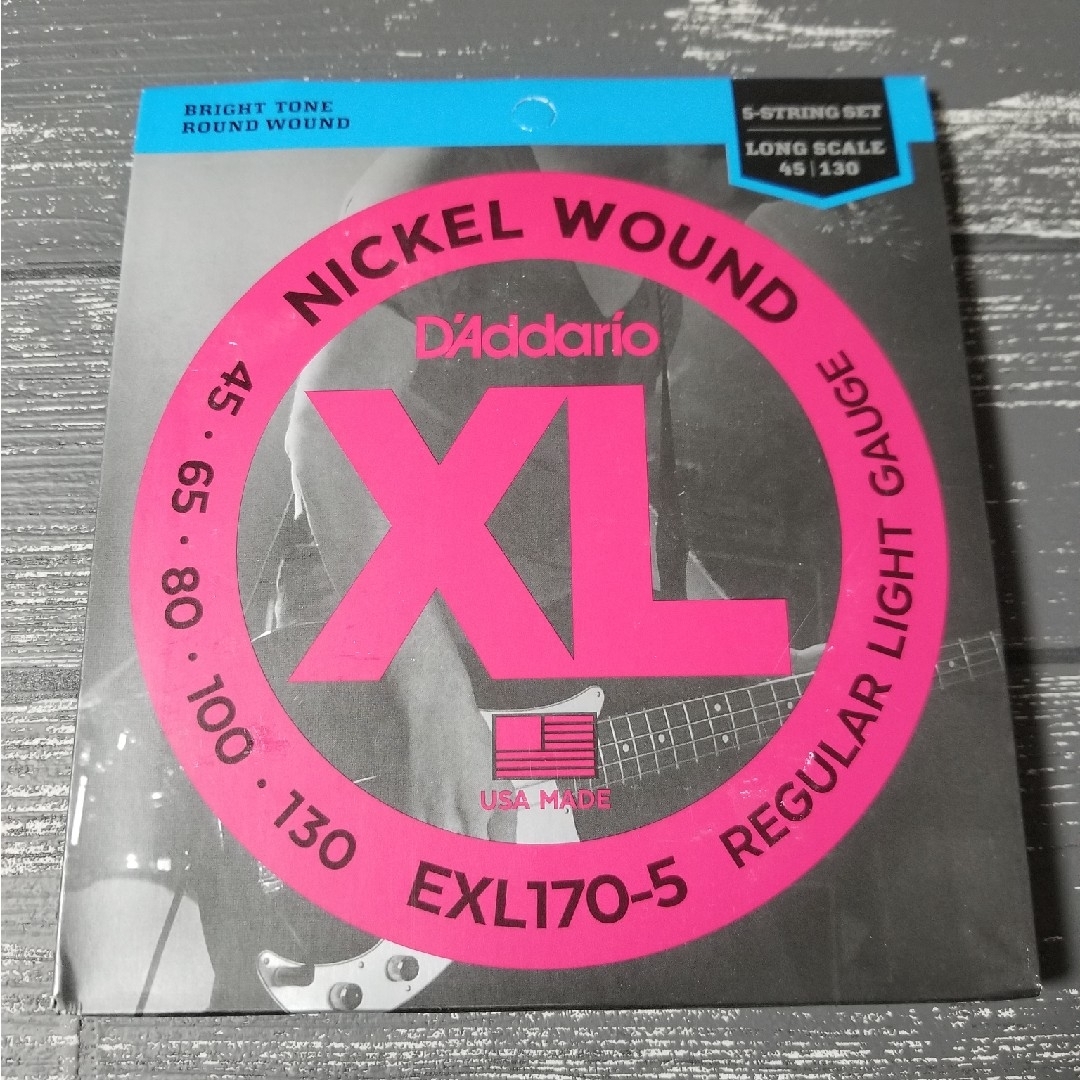 BRIGHT TONE
ROUND WOUND
5-STRING SET
LONG SCALE
45 | 130
NICKEL WOUND
D'Addario
XL
USA MADE
45 · 65 · 80 · 100 · 130
EXL170-5
REGULAR LIGHT GAUGE